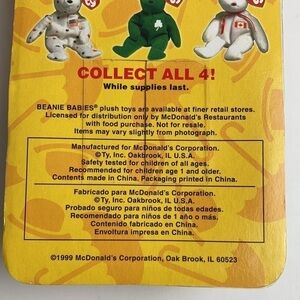 COLLECT ALL 4!
While supplies last.
BEANIE BABIES® plush toys are available at finer retail stores.
Licensed for distribution only by McDonald's Restaurants
with food purchase. Not for resale.
Items may vary slightly from photograph.
Manufactured for McDonald's Corporation.
©Ty, Inc. Oakbrook, IL U.S.A.
Safety tested for children of all ages.
Recommended for children age 1 and older.
Contents made in China. Packaging printed in China.
Fabricado para McDonald's Corporation.
©Ty, Inc. Oakbrook, IL U.S.A.
Probado seguro para niños de todas edades.
Recomendado para niños de 1 año o más.
Contenido fabricado en China.
Envoltura impresa en China.
©1999 McDonald's Corporation, Oak Brook, IL 60523